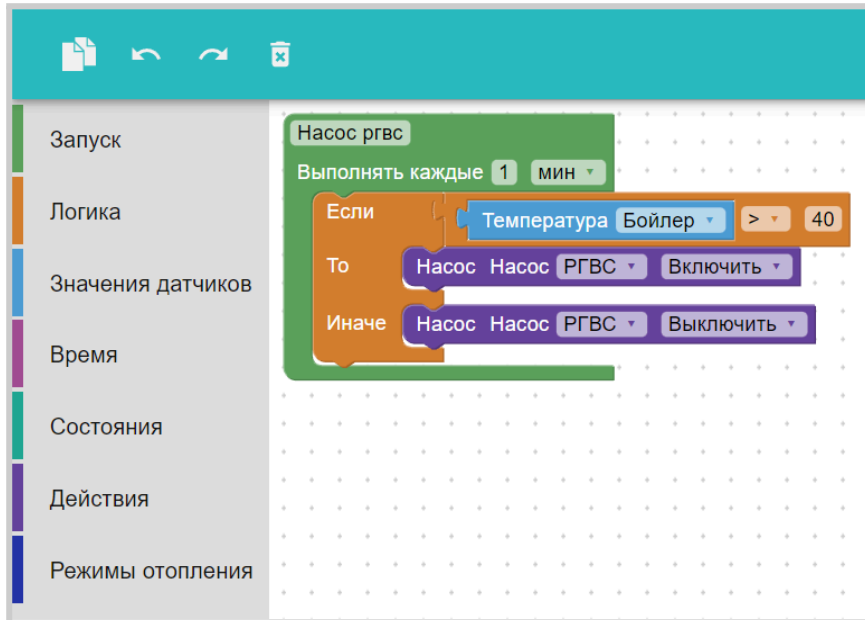 Запуск
Логика
Значения датчиков
Время
Состояния
Действия
Режимы отопления
Насос ргвс
Выполнять каждые 1 мин
Если Температура Бойлер > 40
То Насос Насос РГВС Включить
Иначе Насос Насос РГВС Выключить